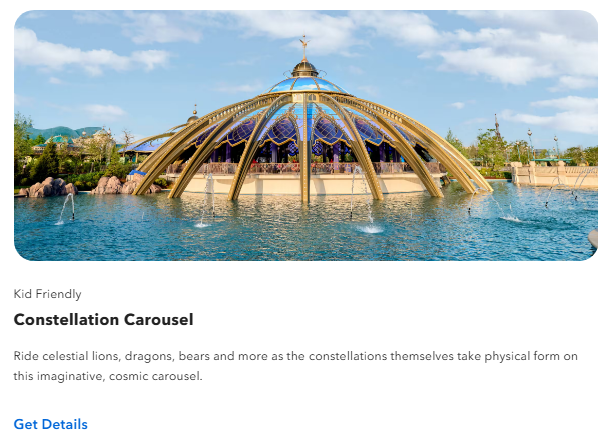 Kid Friendly
Constellation Carousel
Ride celestial lions, dragons, bears and more as the constellations themselves take physical form on
this imaginative, cosmic carousel.
Get Details